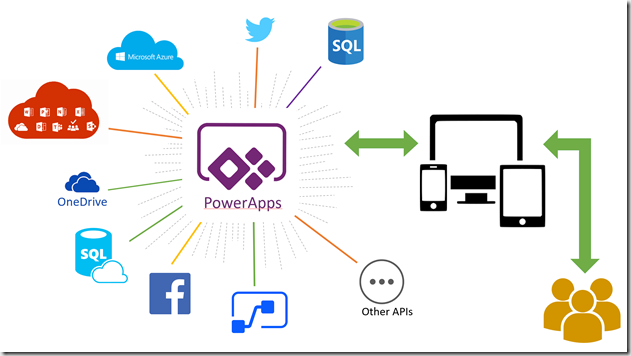 Microsoft Azure
SQL
PowerApps
OneDrive
SQL
Other APIs